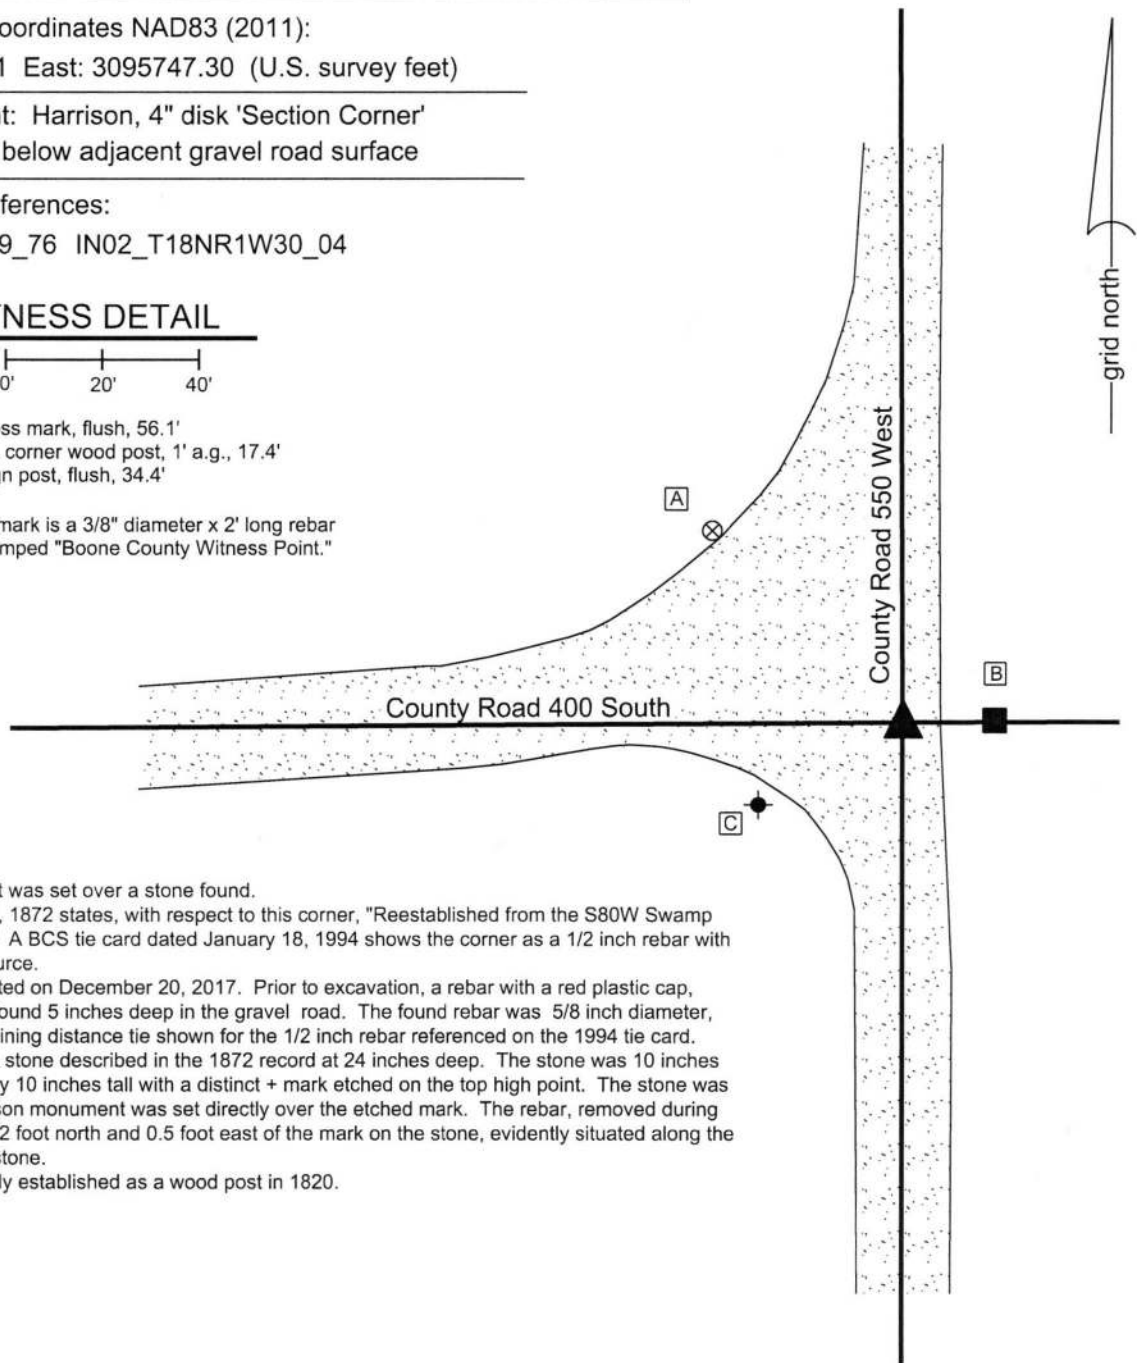 oordinates NAD83 (2011):
1 East: 3095747.30 (U.S. survey feet)
t: Harrison, 4" disk 'Section Corner'
below adjacent gravel road surface
ferences:
9_76 IN02_T18NR1W30_04
NESS DETAIL
0' 20' 40'
ss mark, flush, 56.1'
corner wood post, 1' a.g., 17.4'
n post, flush, 34.4'
mark is a 3/8" diameter x 2' long rebar
mped "Boone County Witness Point."
grid north
County Road 550 West
A
B
County Road 400 South
C
t was set over a stone found.
, 1872 states, with respect to this corner, "Reestablished from the S80W Swamp
A BCS tie card dated January 18, 1994 shows the corner as a 1/2 inch rebar with
urce.
ted on December 20, 2017. Prior to excavation, a rebar with a red plastic cap,
ound 5 inches deep in the gravel road. The found rebar was 5/8 inch diameter,
ining distance tie shown for the 1/2 inch rebar referenced on the 1994 tie card.
stone described in the 1872 record at 24 inches deep. The stone was 10 inches
y 10 inches tall with a distinct + mark etched on the top high point. The stone was
son monument was set directly over the etched mark. The rebar, removed during
2 foot north and 0.5 foot east of the mark on the stone, evidently situated along the
stone.
ly established as a wood post in 1820.